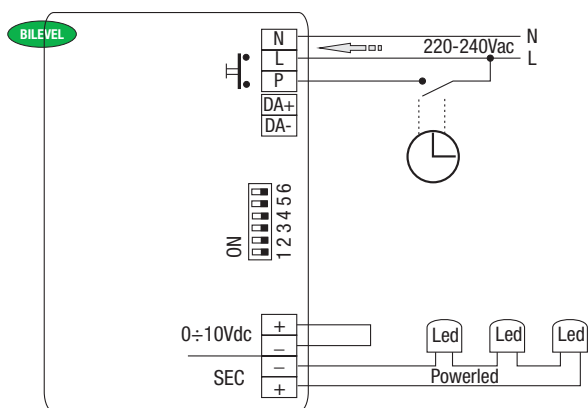 BILEVEL
N
L
P
DA+
DA-
220-240Vac
N
L
ON
1 2 3 4 5 6
0÷10Vdc
+
–
SEC
–
+
Led
Led
Led
Powerled